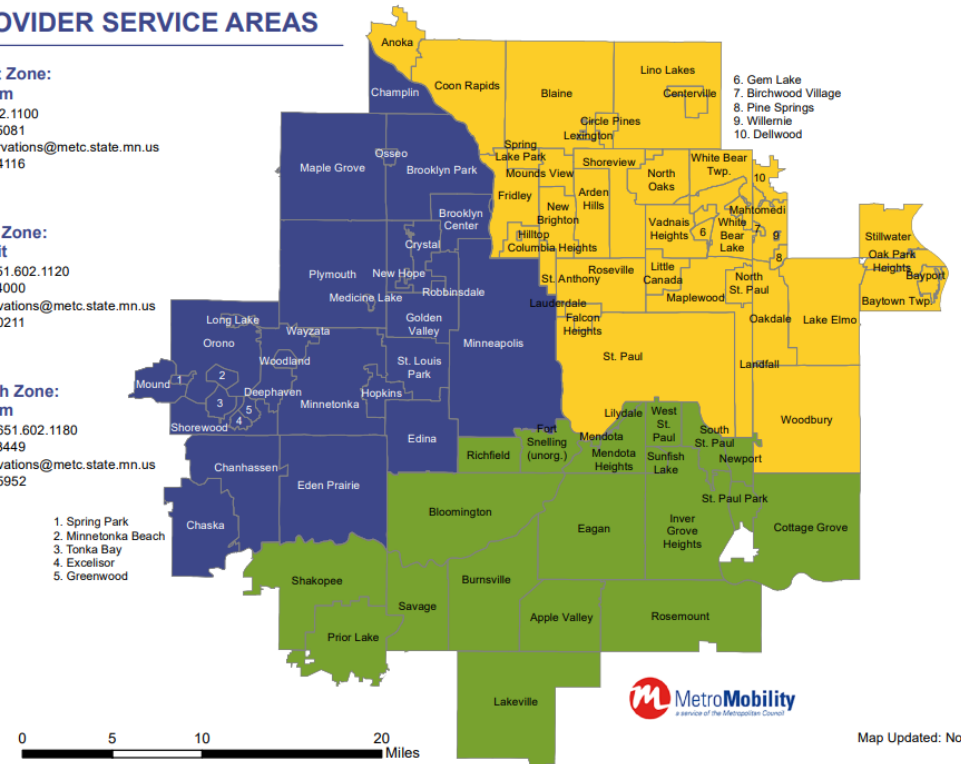 OVIDER SERVICE AREAS
t Zone:
m
2.1100
5081
rvations@metc.state.mn.us
4116
Zone:
it
51.602.1120
4000
rvations@metc.state.mn.us
0211
h Zone:
m
651.602.1180
3449
vations@metc.state.mn.us
5952
1. Spring Park
2. Minnetonka Beach
3. Tonka Bay
4. Excelisor
5. Greenwood
6. Gem Lake
7. Birchwood Village
8. Pine Springs
9. Willernie
10. Dellwood
Anoka
Champlin
Coon Rapids
Blaine
Lino Lakes
Centerville
Circle Pines
Lexington
Maple Grove
Osseo
Brooklyn Park
Spring
Lake Park
Mounds View
Shoreview
North
Oaks
White Bear
Twp.
10
Fridley
New
Brighton
Arden
Hills
Brooklyn
Center
Hilltop
Columbia Heights
Vadnais
Heights
6
White
Bear
Lake
Mahtomedi
7
9
8
Crystal
Plymouth
New Hope
Robbinsdale
Medicine Lake
St. Anthony
Roseville
Little
Canada
Maplewood
North
St. Paul
Stillwater
Oak Park
Heights
Bayport
Baytown Twp.
Long Lake
Orono
Wayzata
Golden
Valley
Minneapolis
Lauderdale
Falcon
Heights
Oakdale
Lake Elmo
Woodland
St. Louis
Park
St. Paul
Landfall
Mound
1
2
3
4
5
Deephaven
Minnetonka
Hopkins
Shorewood
Edina
Woodbury
Lilydale
West
St.
Paul
South
St. Paul
Fort
Snelling
(unorg.)
Mendota
Mendota
Heights
Sunfish
Lake
Newport
Richfield
Chanhassen
Eden Prairie
Chaska
Bloomington
Eagan
Inver
Grove
Heights
St. Paul Park
Cottage Grove
Shakopee
Savage
Burnsville
Apple Valley
Rosemount
Prior Lake
Lakeville
MetroMobility
a service of the Metropolitan Council
0 5 10 20
Miles
Map Updated: No